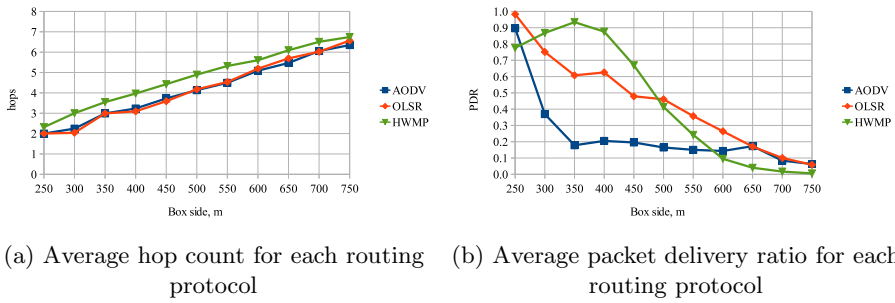 8
7
6
5
4
3
2
1
0
hops
250 300 350 400 450 500 550 600 650 700 750
Box side, m
AODV
OLSR
HWMP
(a) Average hop count for each routing
protocol
1.0
0.9
0.8
0.7
0.6
0.5
0.4
0.3
0.2
0.1
0.0
PDR
250 300 350 400 450 500 550 600 650 700 750
Box side, m
AODV
OLSR
HWMP
(b) Average packet delivery ratio for each
routing protocol